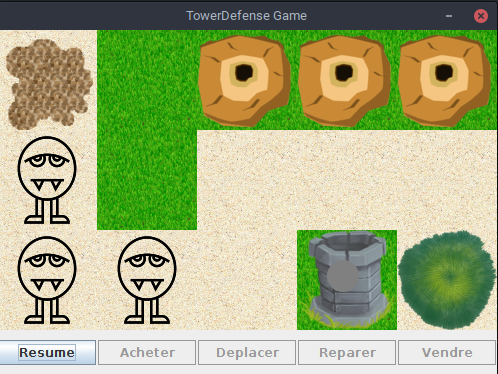 TowerDefense Game
Resume
Acheter
Deplacer
Reparer
Vendre